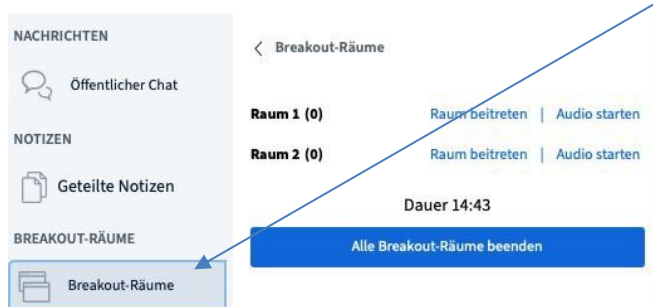 NACHRICHTEN
Öffentlicher Chat
NOTIZEN
Geteilte Notizen
BREAKOUT-RÄUME
Breakout-Räume
Breakout-Räume
Raum 1 (0) Raum beitreten | Audio starten
Raum 2 (0) Raum beitreten | Audio starten
Dauer 14:43
Alle Breakout-Räume beenden